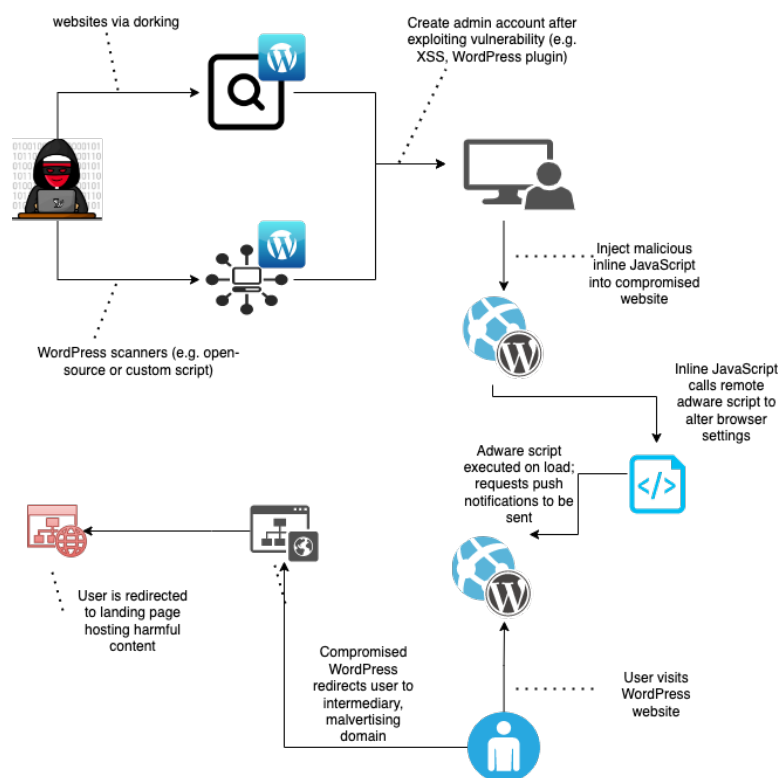 websites via dorking
Create admin account after
exploiting vulnerability (e.g.
XSS, WordPress plugin)
WordPress scanners (e.g. open-
source or custom script)
Inject malicious
inline JavaScript
into compromised
website
Inline JavaScript
calls remote
adware script to
alter browser
settings
Adware script
executed on load;
requests push
notifications to be
sent
User is redirected
to landing page
hosting harmful
content
Compromised
WordPress
redirects user to
intermediary,
malvertising
domain
User visits
WordPress
website